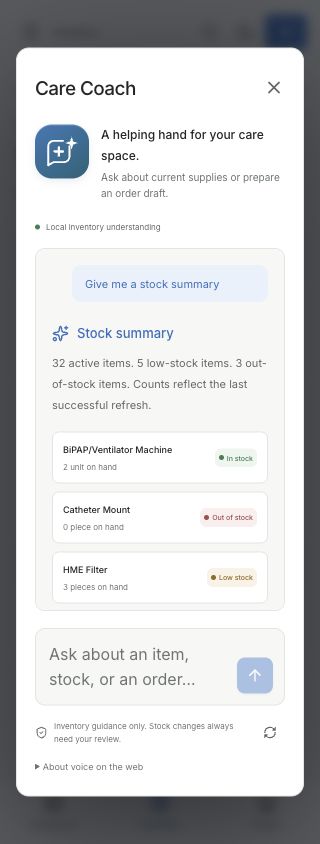 Care Coach
A helping hand for your care
space.
Ask about current supplies or prepare
an order draft.
Local inventory understanding
Give me a stock summary
Stock summary
32 active items. 5 low-stock items. 3 out-
of-stock items. Counts reflect the last
successful refresh.
BiPAP/Ventilator Machine
2 unit on hand
In stock
Catheter Mount
0 piece on hand
Out of stock
HME Filter
3 pieces on hand
Low stock
Ask about an item,
stock, or an order...
Inventory guidance only. Stock changes always
need your review.
About voice on the web